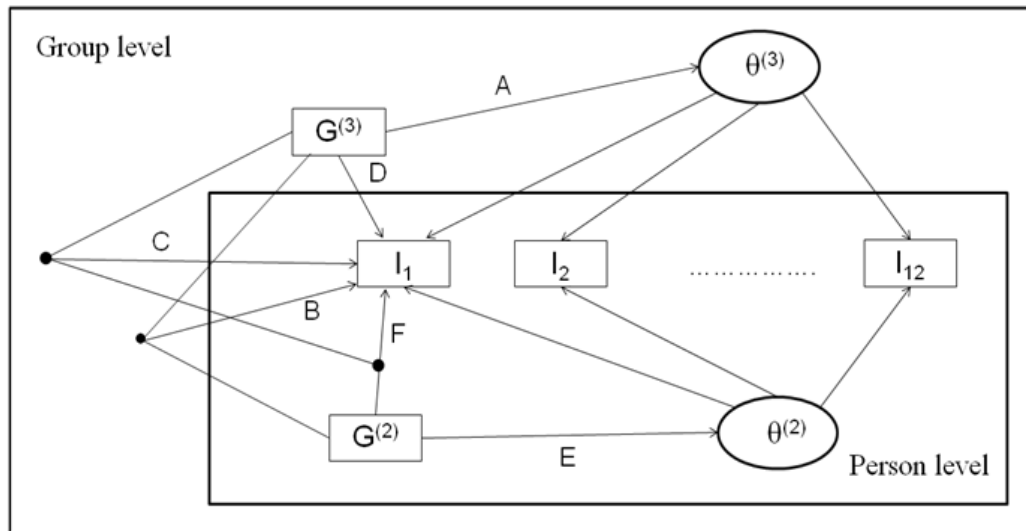 Group level
θ(3)
A
G(3)
D
C
I1
I2
…………….
I12
B
F
G(2)
E
θ(2)
Person level